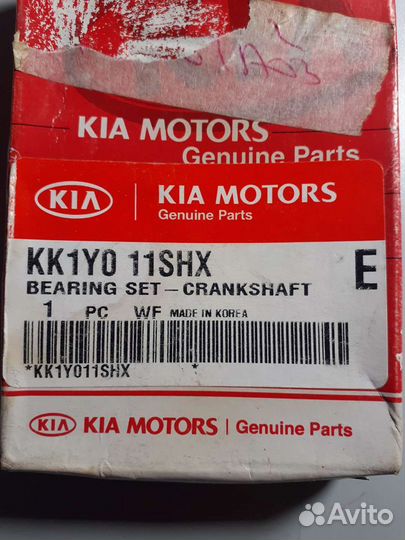 KIA MOTORS
Genuine Parts
KIA
KIA MOTORS
Genuine Parts
KK1Y0 11SHX
E
BEARING SET-CRANKSHAFT
1 PC WF MADE IN KOREA
*KK1Y011SHX *
KIA KIA MOTORS Genuine Parts
Avito